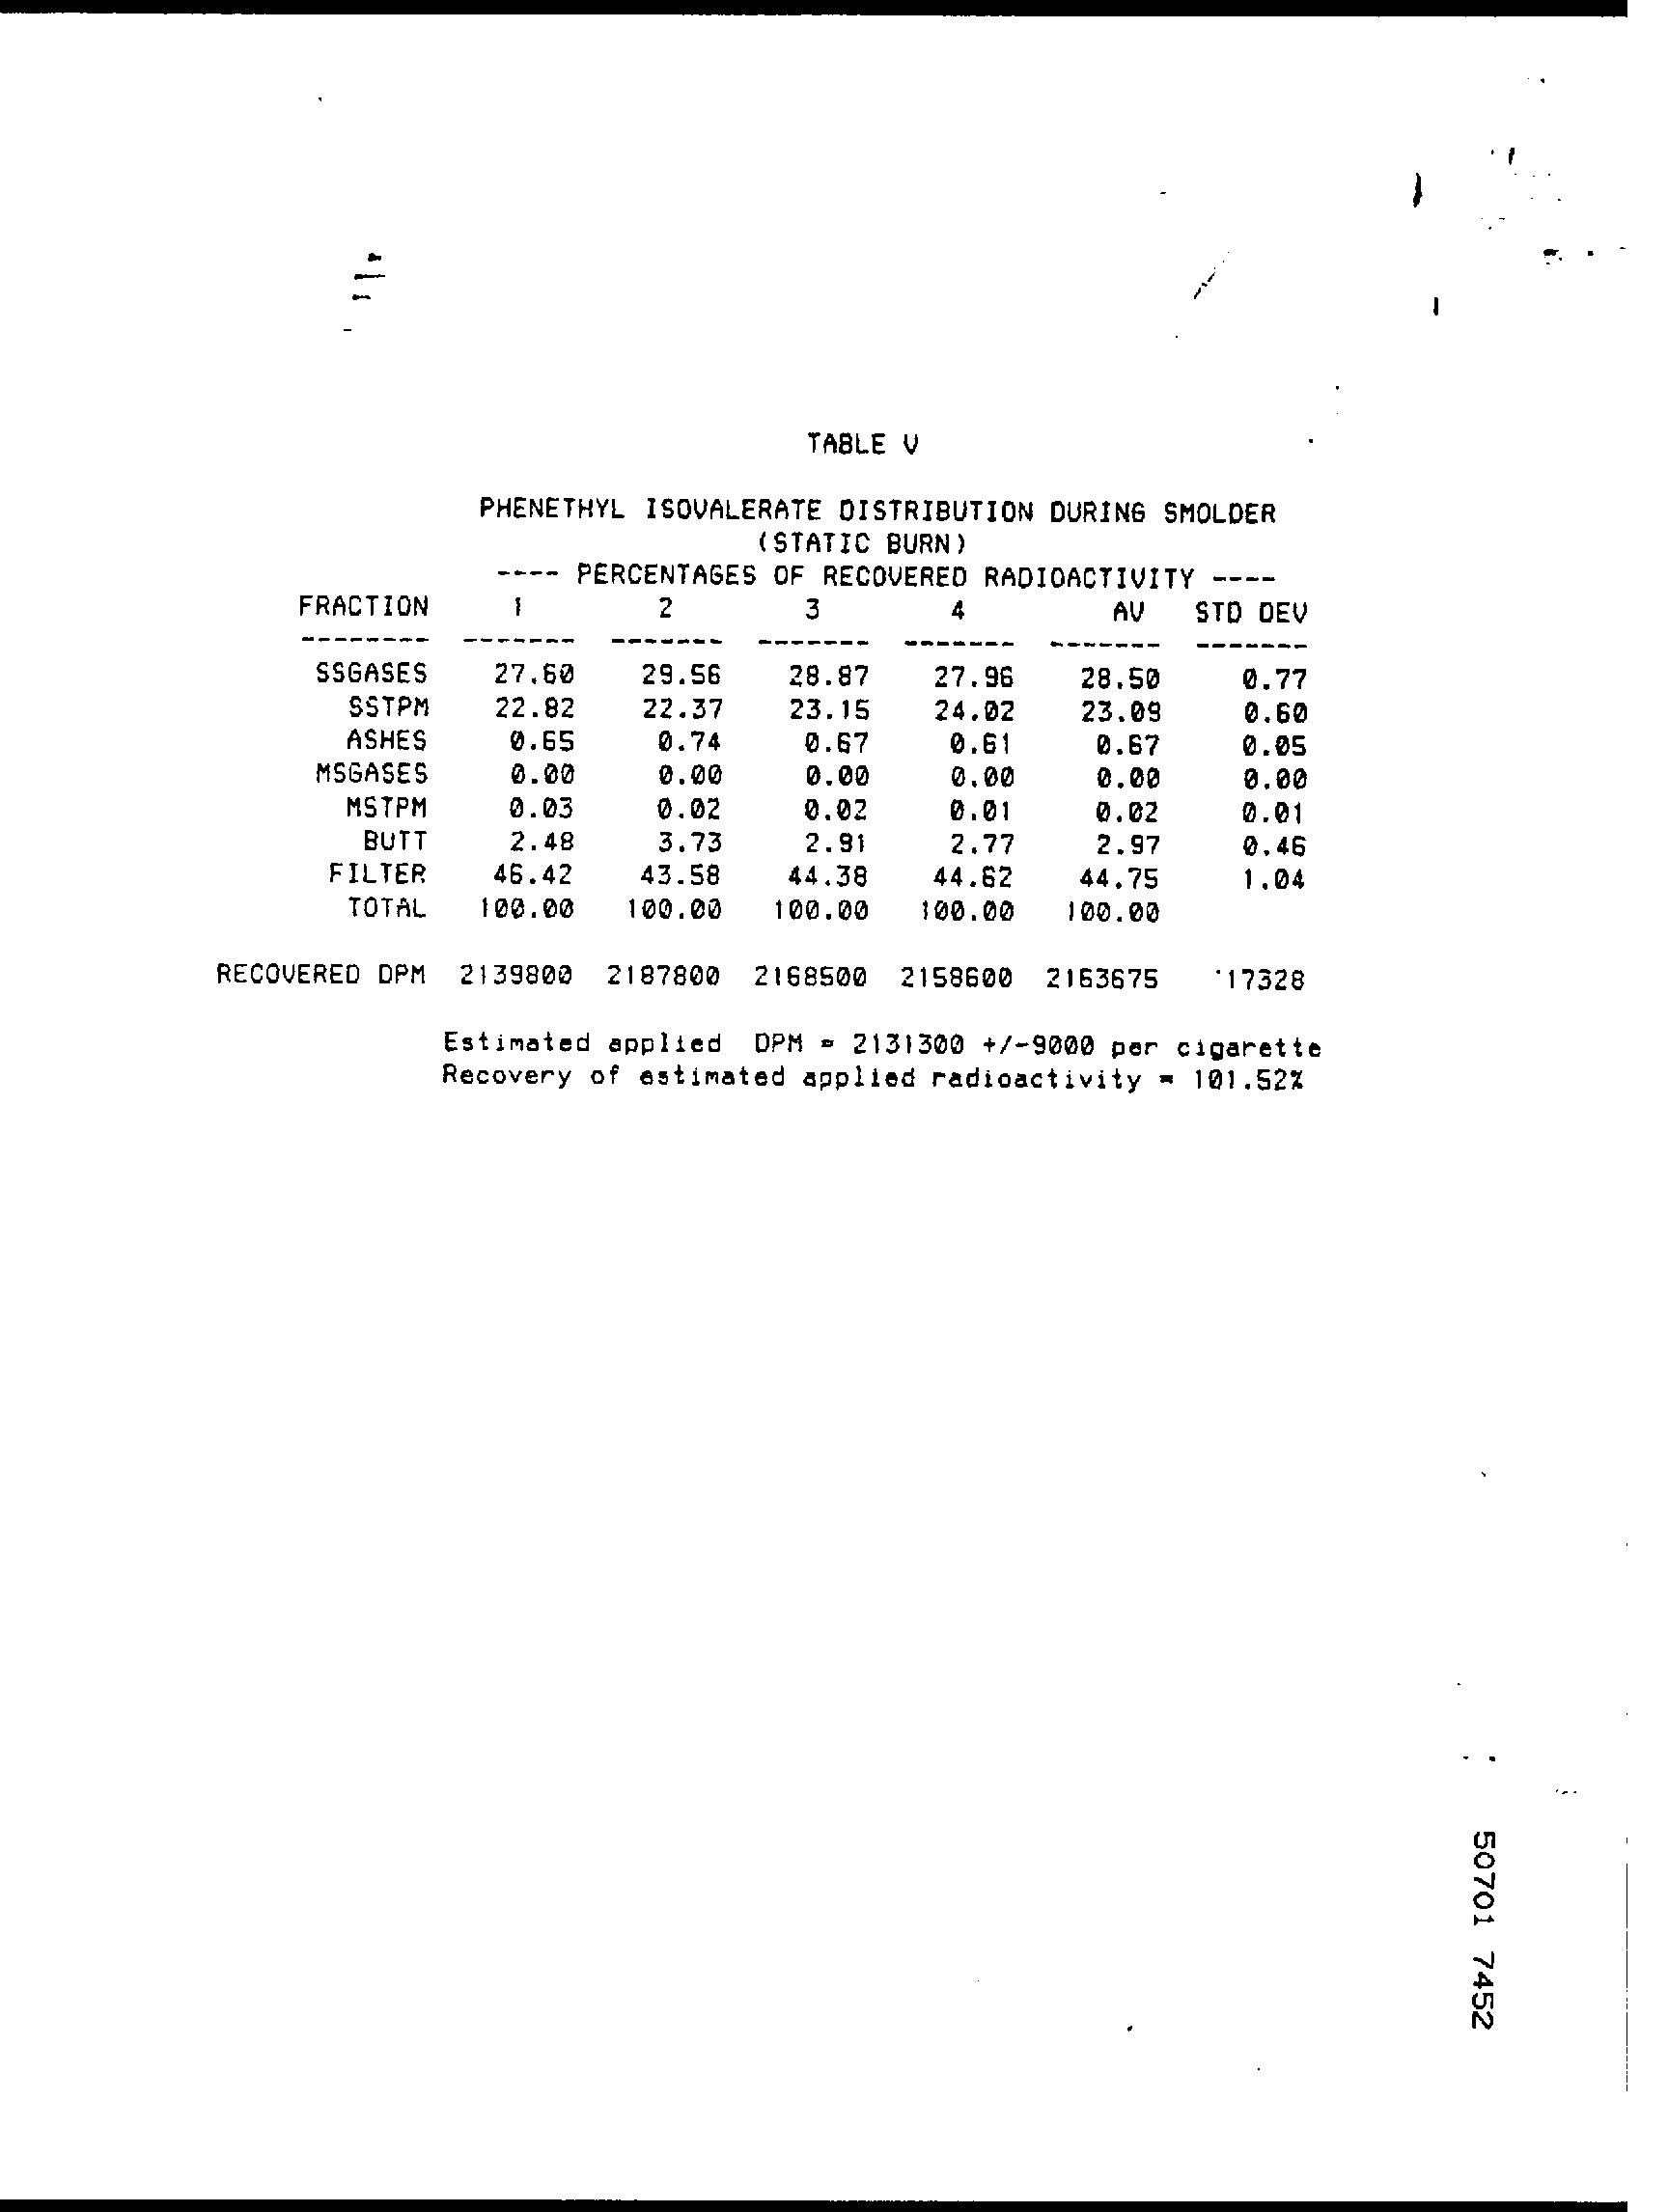 TABLE V
PHENETHYL ISOVALERATE DISTRIBUTION DURING SMOLDER
(STATIC BURN)
---- PERCENTAGES OF RECOVERED RADIOACTIVITY ----
FRACTION 1 2 3 4 AV STD DEV
-------- ------- ------- ------- ------- ------- -------
SSGASES 27.60 29.56 28.87 27.96 28.50 0.77
SSTPM 22.82 22.37 23.15 24.02 23.09 0.60
ASHES 0.65 0.74 0.67 0.61 0.67 0.05
MSGASES 0.00 0.00 0.00 0.00 0.00 0.00
MSTPM 0.03 0.02 0.02 0.01 0.02 0.01
BUTT 2.48 3.73 2.91 2.77 2.97 0.46
FILTER 46.42 43.58 44.38 44.62 44.75 1.04
TOTAL 100.00 100.00 100.00 100.00 100.00
RECOVERED DPM 2139800 2187800 2168500 2158600 2163675 17328
Estimated applied DPM = 2131300 +/-9000 per cigarette
Recovery of estimated applied radioactivity = 101.52%
50701 7452